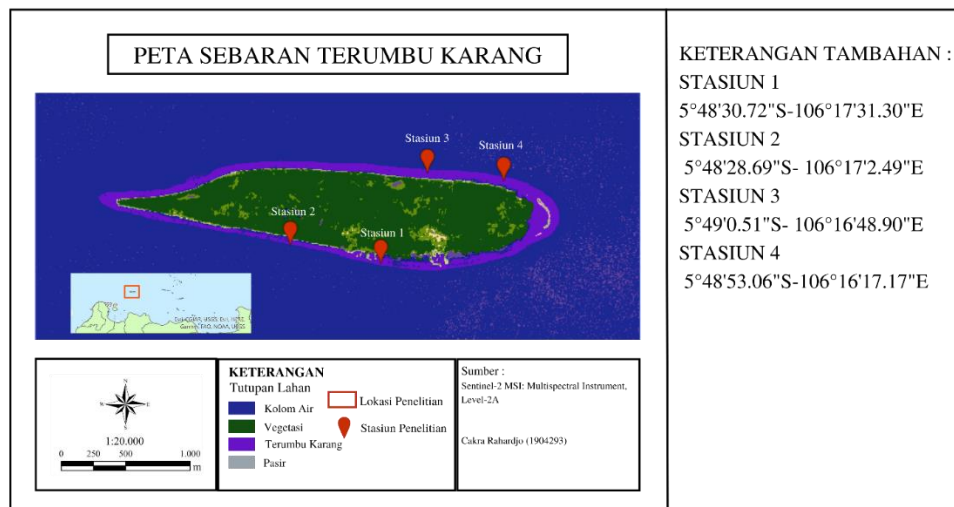 PETA SEBARAN TERUMBU KARANG
Stasiun 3
Stasiun 4
Stasiun 2
Stasiun 1
N
W
E
S
1:20.000
0 250 500 1.000
m
KETERANGAN
Tutupan Lahan
Kolom Air
Vegetasi
Terumbu Karang
Pasir
Lokasi Penelitian
Stasiun Penelitian
Sumber :
Sentinel-2 MSI: Multispectral Instrument,
Level-2A
Cakra Rahardjo (1904293)
KETERANGAN TAMBAHAN :
STASIUN 1
5°48'30.72"S-106°17'31.30"E
STASIUN 2
5°48'28.69"S- 106°17'2.49"E
STASIUN 3
5°49'0.51"S- 106°16'48.90"E
STASIUN 4
5°48'53.06"S-106°16'17.17"E